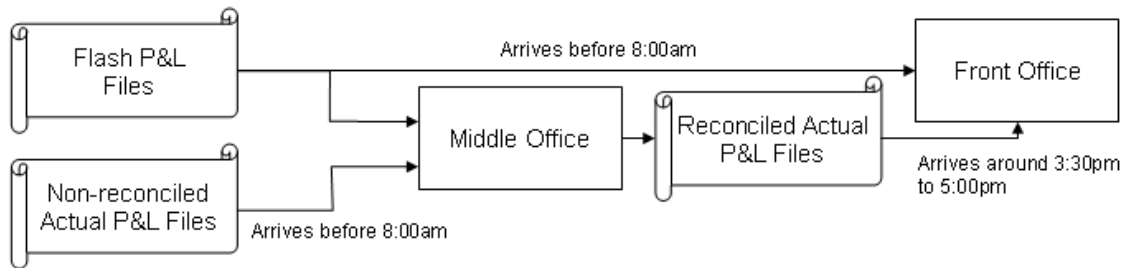 Flash P&L
Files
Arrives before 8:00am
Front Office
Middle Office
Reconciled Actual
P&L Files
Arrives around 3:30pm
to 5:00pm
Non-reconciled
Actual P&L Files
Arrives before 8:00am